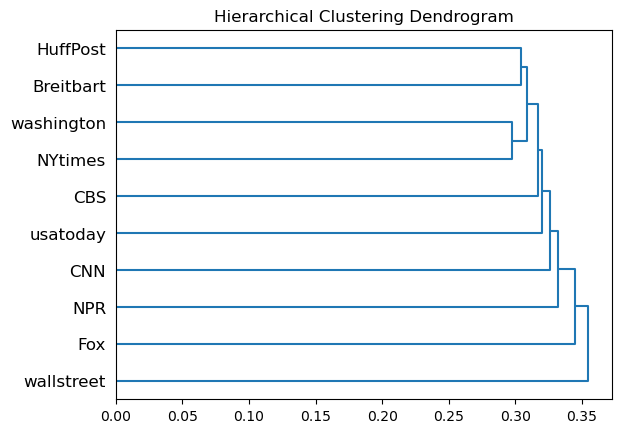 Hierarchical Clustering Dendrogram
HuffPost
Breitbart
washington
NYtimes
CBS
usatoday
CNN
NPR
Fox
wallstreet
0.00 0.05 0.10 0.15 0.20 0.25 0.30 0.35